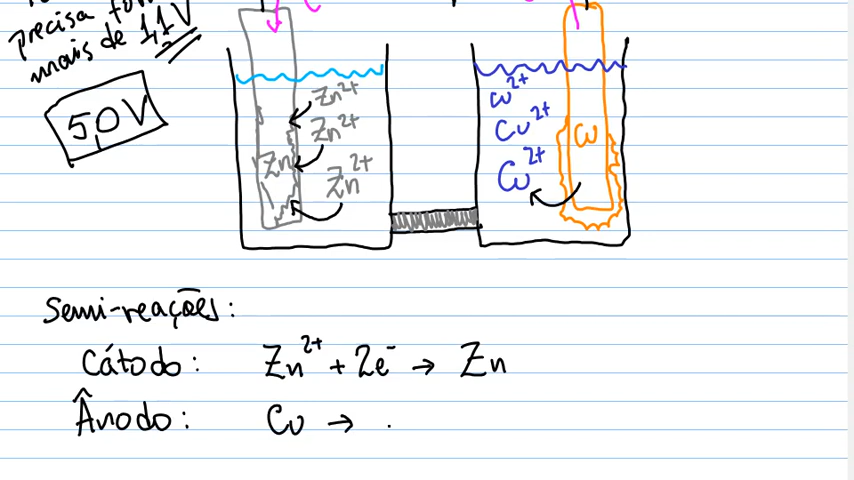 precisa
mais de 1,1V
5,0V
Zn²⁺
Zn²⁺
Zn
Zn²⁺
Cu²⁺
Cu²⁺
Cu
Cu²⁺
Semi-reações:
Cátodo: Zn²⁺ + 2e⁻ → Zn
Ânodo: Cu →